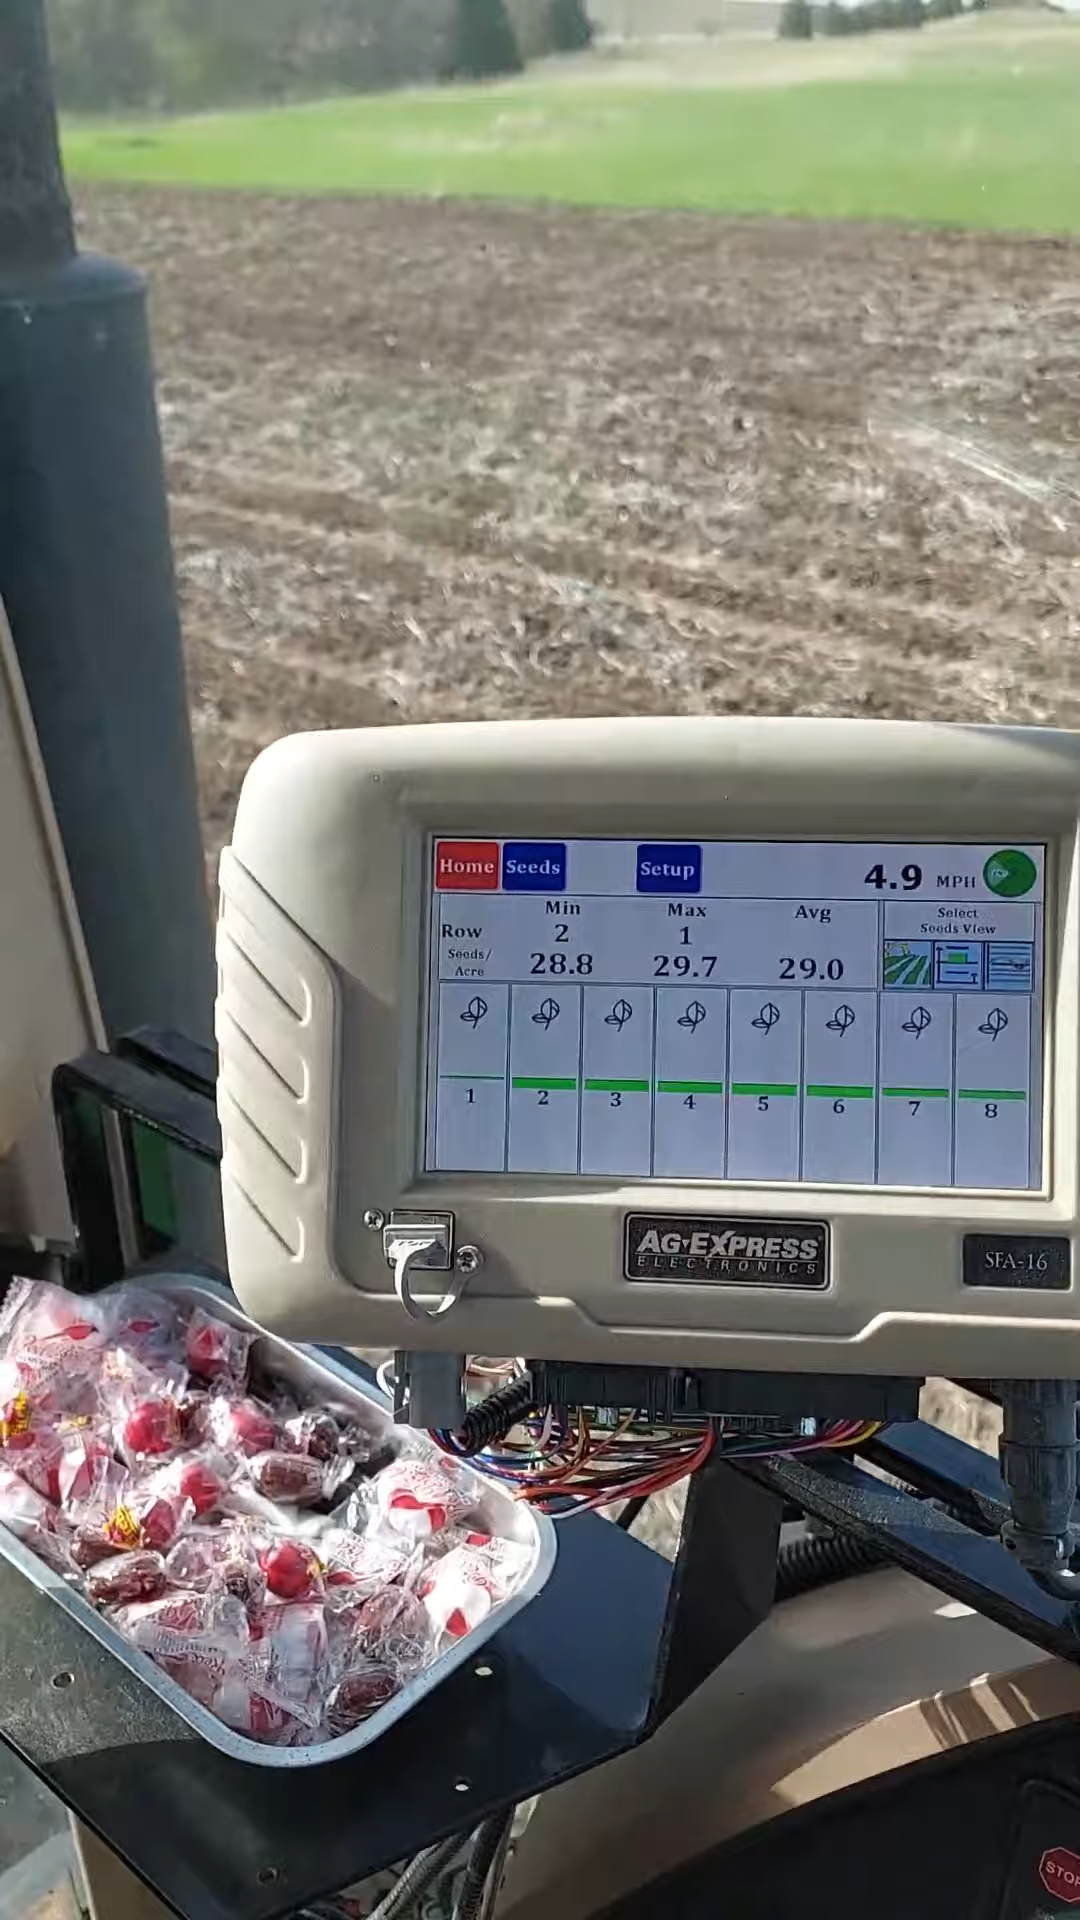 Home Seeds Setup 4.9 MPH
Min Max Avg
Select
Seeds View
Row 2 1
Seeds/
Acre
28.8 29.7 29.0
1 2 3 4 5 6 7 8
AG EXPRESS
ELECTRONICS
SFA-16
STOP